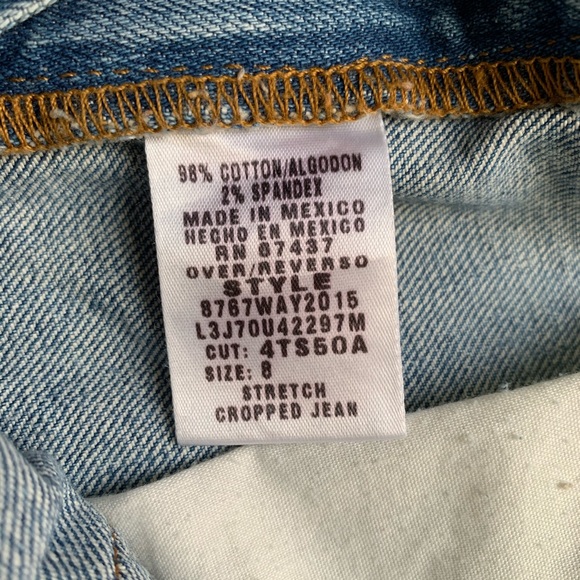 98% COTTON/ALGODON
2% SPANDEX
MADE IN MEXICO
HECHO EN MEXICO
RN 87437
OVER/REVERSO
STYLE
8767WAY2015
L3J70U42297M
CUT: 4TS50A
SIZE: 8
STRETCH
CROPPED JEAN